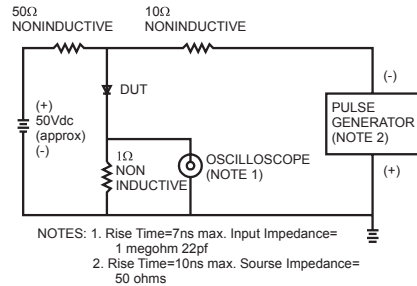 50Ω
NONINDUCTIVE
10Ω
NONINDUCTIVE
DUT
(+)
50Vdc
(approx)
(-)
(-)
PULSE
GENERATOR
(NOTE 2)
(+)
1Ω
NON
INDUCTIVE
OSCILLOSCOPE
(NOTE 1)
NOTES: 1. Rise Time=7ns max. Input Impedance=
1 megohm 22pf
2. Rise Time=10ns max. Sourse Impedance=
50 ohms